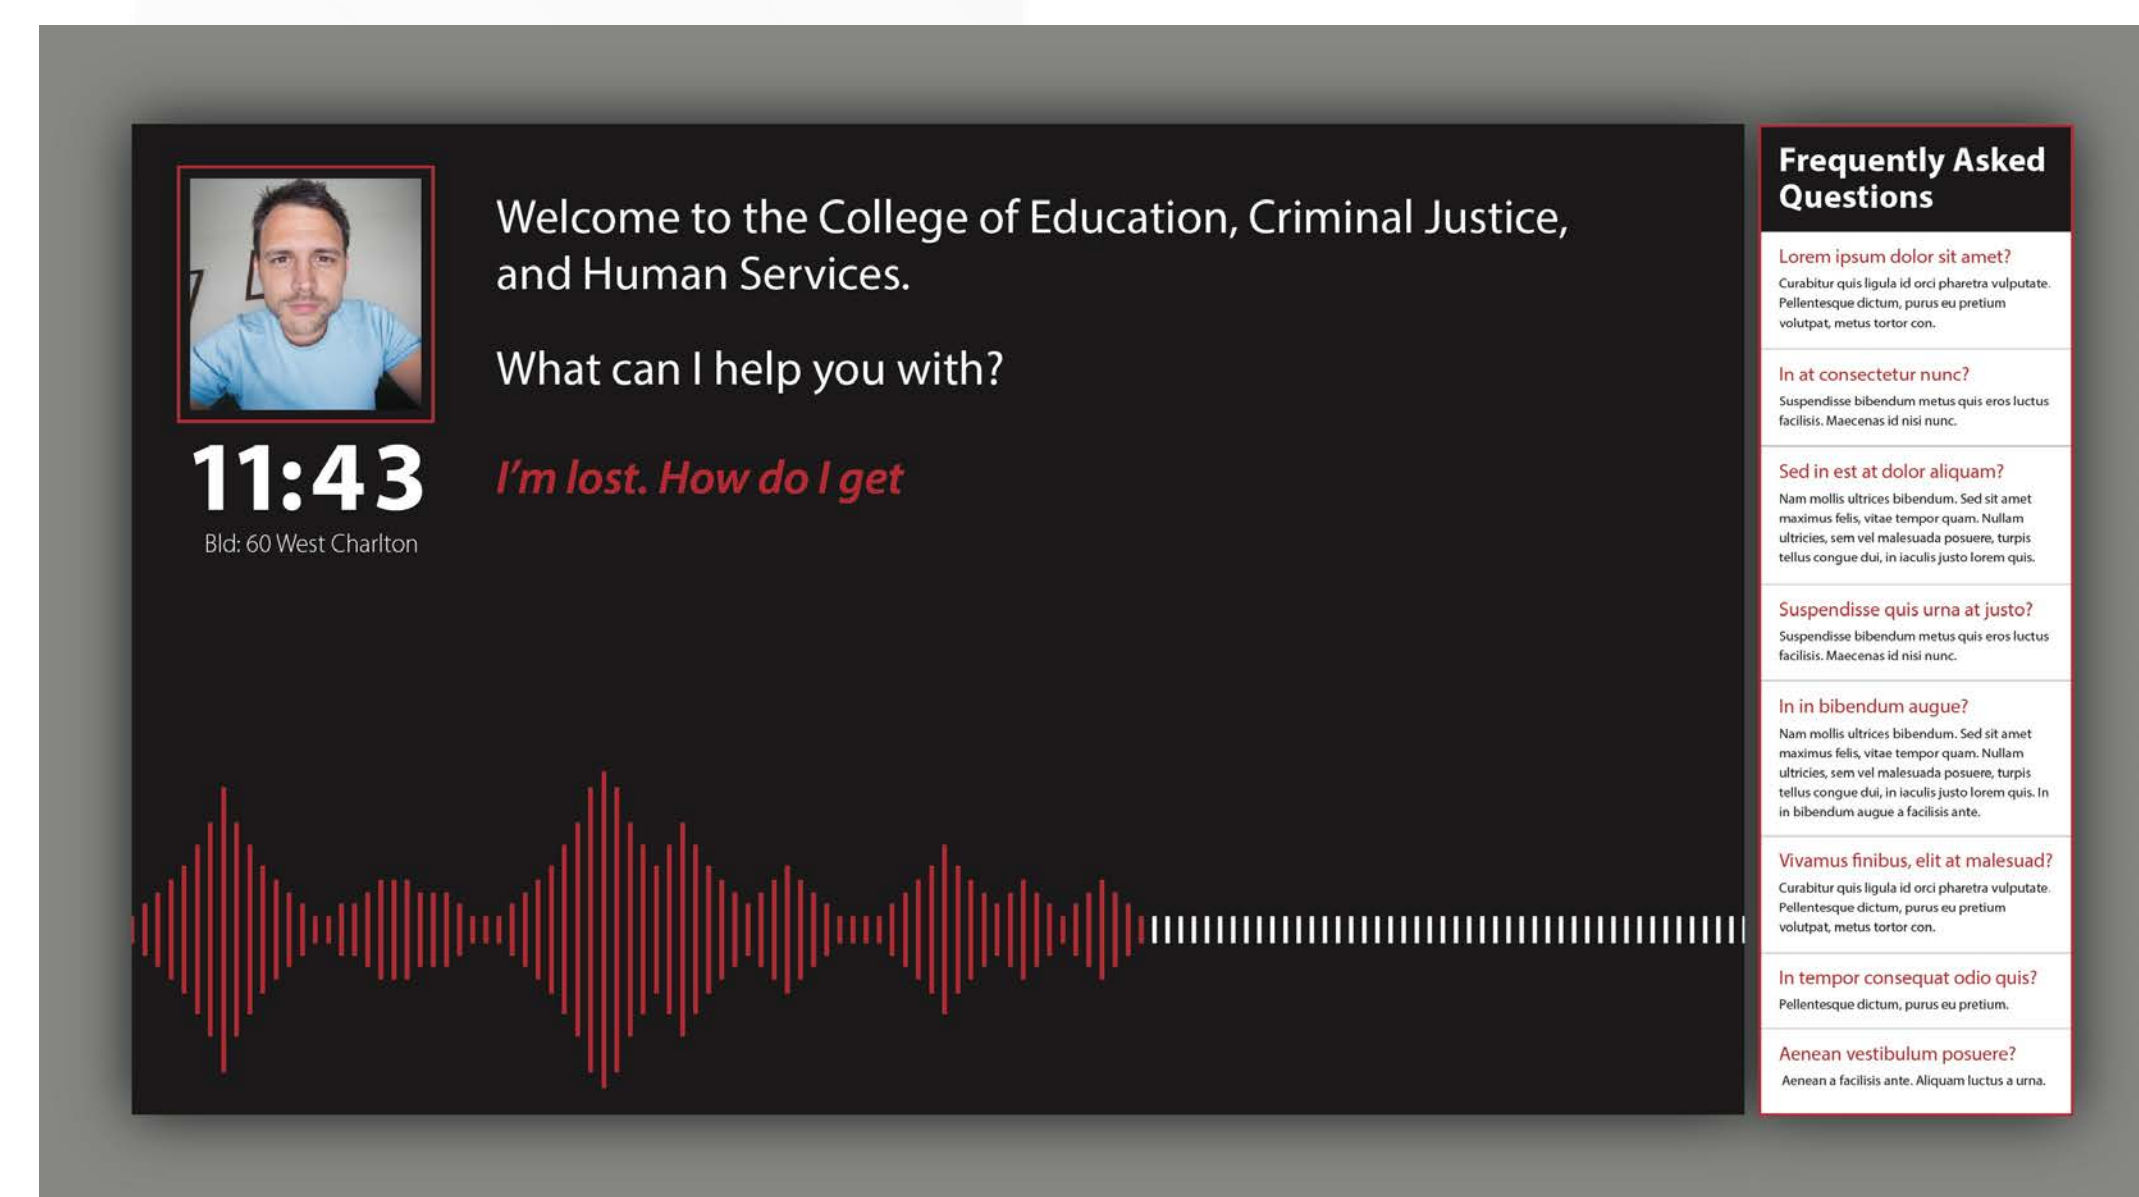 Welcome to the College of Education, Criminal Justice,
and Human Services.
What can I help you with?
I'm lost. How do I get
11:43
Bld: 60 West Charlton
Frequently Asked
Questions
Lorem ipsum dolor sit amet?
Curabitur quis ligula id orci pharetra vulputate.
Pellentesque dictum, purus eu pretium
volutpat, metus tortor con.
In at consectetur nunc?
Suspendisse bibendum metus quis eros luctus
facilisis. Maecenas id nisi nunc.
Sed in est at dolor aliquam?
Nam mollis ultrices bibendum. Sed sit amet
maximus felis, vitae tempor quam. Nullam
ultricies, sem vel malesuada posuere, turpis
tellus congue dui, in iaculis justo lorem quis.
Suspendisse quis urna at justo?
Suspendisse bibendum metus quis eros luctus
facilisis. Maecenas id nisi nunc.
In in bibendum augue?
Nam mollis ultrices bibendum. Sed sit amet
maximus felis, vitae tempor quam. Nullam
ultricies, sem vel malesuada posuere, turpis
tellus congue dui, in iaculis justo lorem quis. In
in bibendum augue a facilisis ante.
Vivamus finibus, elit at malesuad?
Curabitur quis ligula id orci pharetra vulputate.
Pellentesque dictum, purus eu pretium
volutpat, metus tortor con.
In tempor consequat odio quis?
Pellentesque dictum, purus eu pretium.
Aenean vestibulum posuere?
Aenean a facilisis ante. Aliquam luctus a urna.